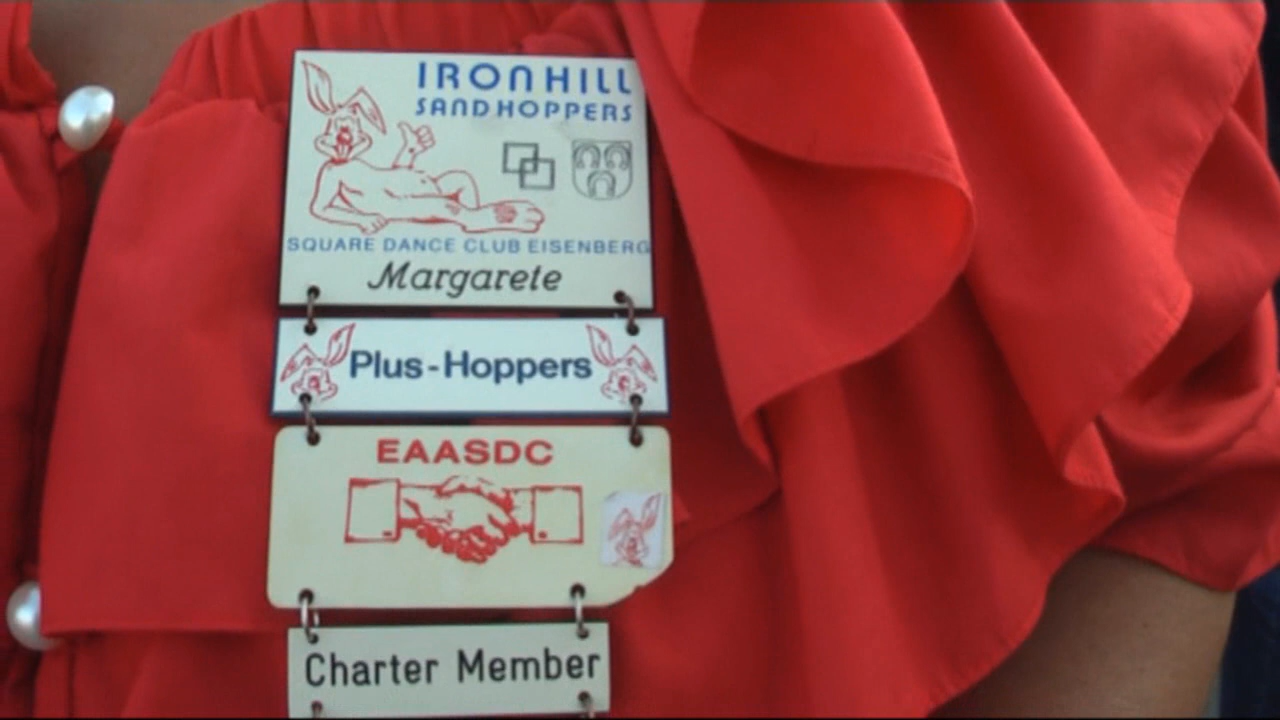 IRONHILL
SANDHOPPERS
SQUARE DANCE CLUB EISENBERG
Margarete
Plus-Hoppers
EAASDC
Charter Member